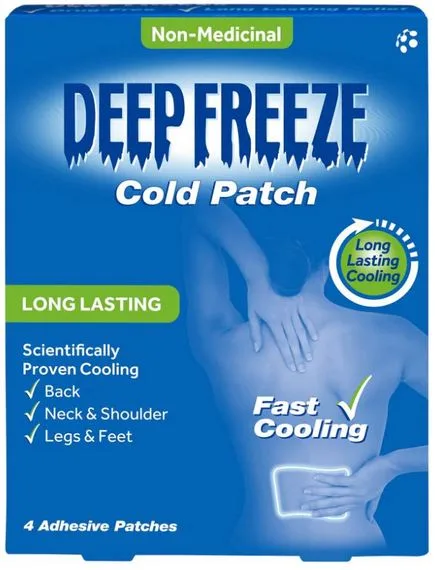 Non-Medicinal
DEEP FREEZE
Cold Patch
Long
Lasting
Cooling
LONG LASTING
Scientifically
Proven Cooling
✓ Back
✓ Neck & Shoulder
✓ Legs & Feet
Fast
Cooling
4 Adhesive Patches